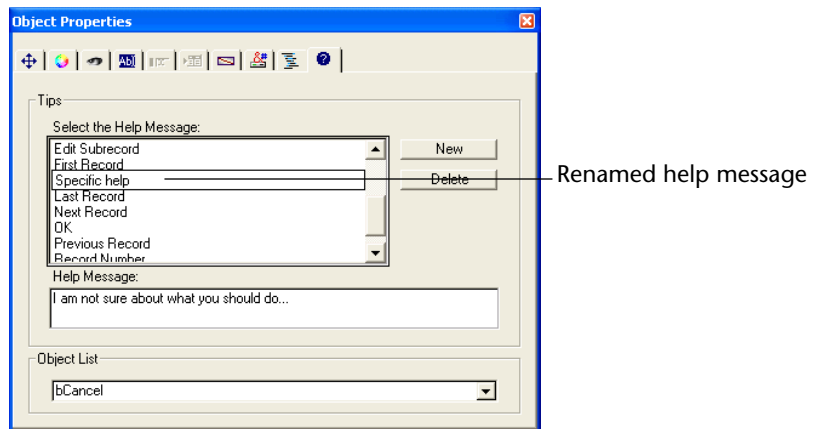 Object Properties
Tips
Select the Help Message:
Edit Subrecord
First Record
Specific help
Last Record
Next Record
OK
Previous Record
Record Number
New
Delete
Renamed help message
Help Message:
I am not sure about what you should do...
Object List
bCancel